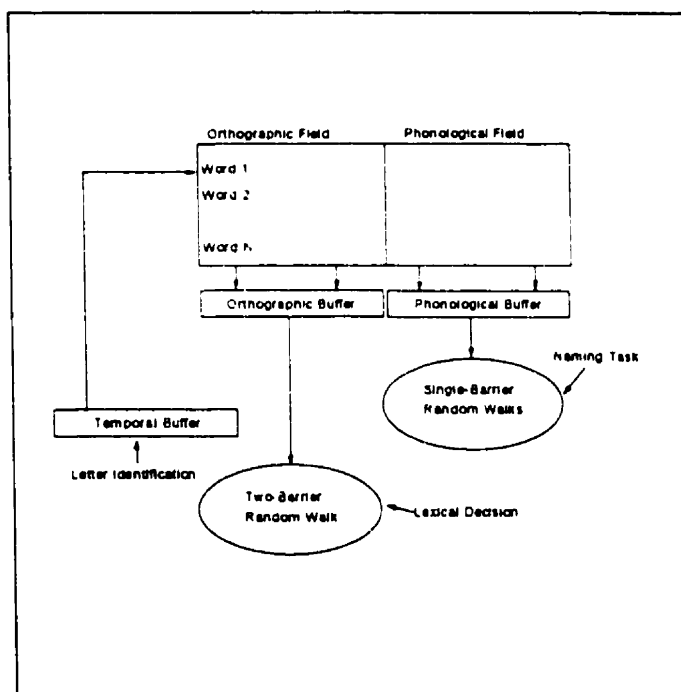 Orthographic Field Phonological Field
Word 1
Word 2
Word N
Orthographic Buffer Phonological Buffer
Naming Task
Single-Barrier
Random Walks
Temporal Buffer
Letter Identification
Two-Barrier
Random Walk
Lexical Decision